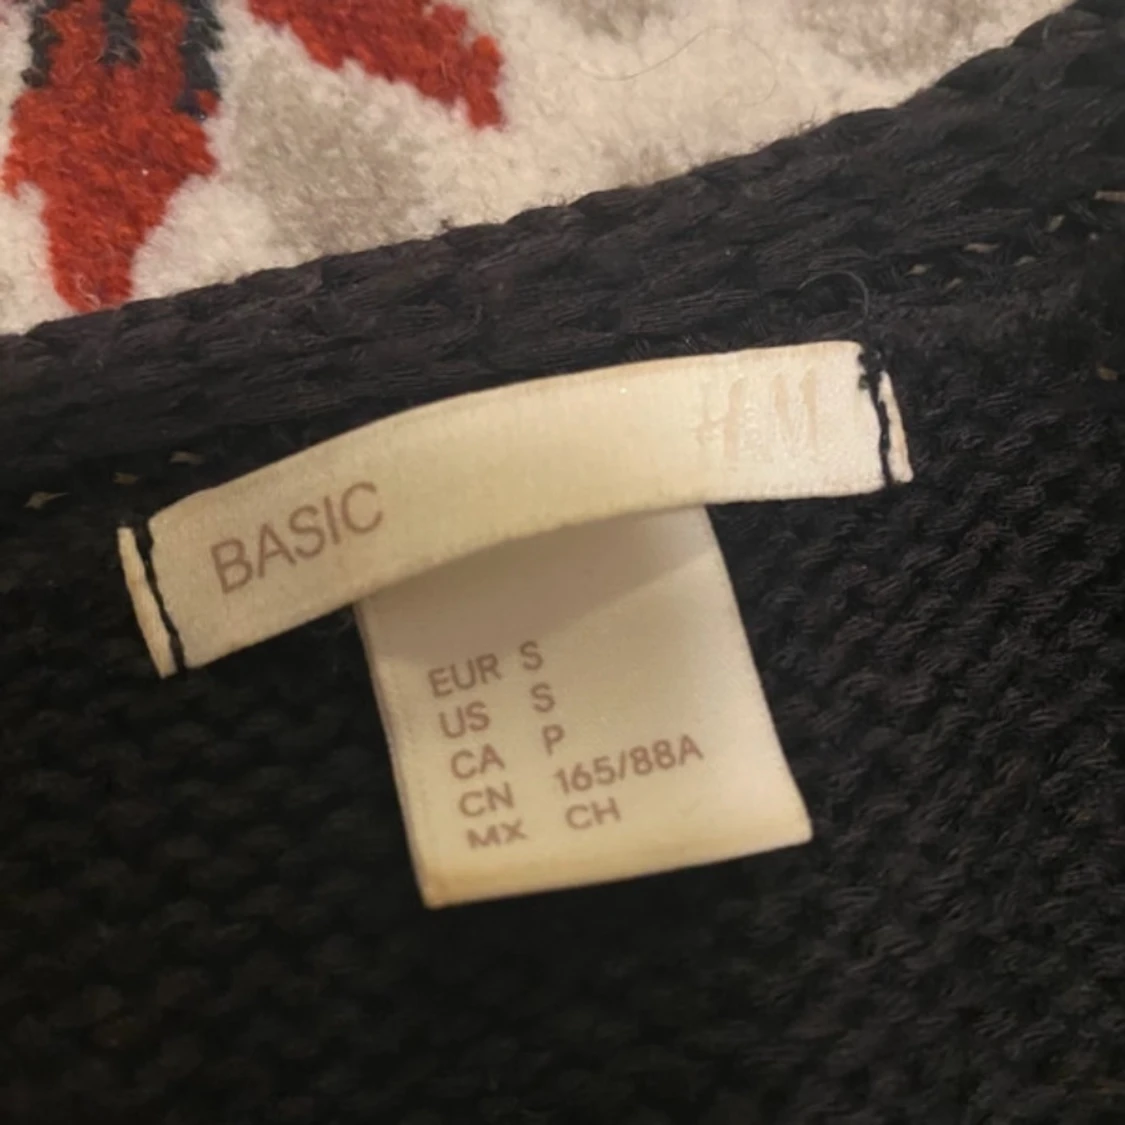 BASIC H&M
EUR S
US S
CA P
CN 165/88A
MX CH